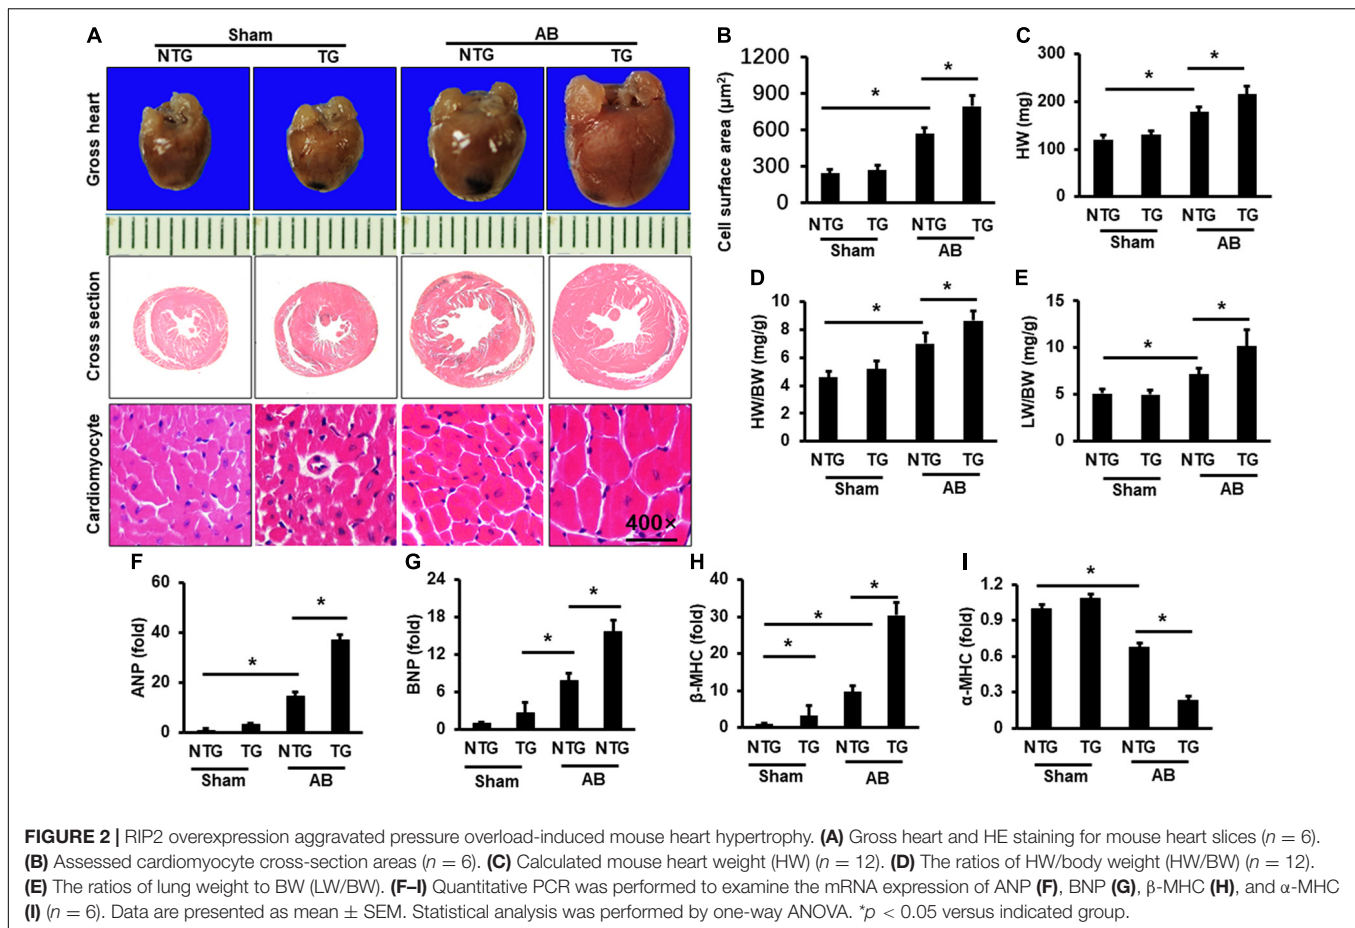 A
Sham
AB
NTG
TG
NTG
TG
Gross heart
Cross section
Cardiomyocyte
400×
B
Cell surface area (μm²)
1200
900
600
300
0
*
*
NTG
TG
NTG
TG
Sham
AB
C
HW (mg)
300
200
100
0
*
*
NTG
TG
NTG
TG
Sham
AB
D
HW/BW (mg/g)
10
8
6
4
2
0
*
*
NTG
TG
NTG
TG
Sham
AB
E
LW/BW (mg/g)
15
10
5
0
*
*
NTG
TG
NTG
TG
Sham
AB
F
ANP (fold)
60
40
20
0
*
*
NTG
TG
NTG
TG
Sham
AB
G
BNP (fold)
24
18
12
6
0
*
*
NTG
TG
NTG
NTG
Sham
AB
H
β-MHC (fold)
40
30
20
10
0
*
*
*
NTG
TG
NTG
TG
Sham
AB
I
α-MHC (fold)
1.2
0.9
0.6
0.3
0
*
*
NTG
TG
NTG
TG
Sham
AB
FIGURE 2 | RIP2 overexpression aggravated pressure overload-induced mouse heart hypertrophy. (A) Gross heart and HE staining for mouse heart slices (n = 6).
(B) Assessed cardiomyocyte cross-section areas (n = 6). (C) Calculated mouse heart weight (HW) (n = 12). (D) The ratios of HW/body weight (HW/BW) (n = 12).
(E) The ratios of lung weight to BW (LW/BW). (F–I) Quantitative PCR was performed to examine the mRNA expression of ANP (F), BNP (G), β-MHC (H), and α-MHC
(I) (n = 6). Data are presented as mean ± SEM. Statistical analysis was performed by one-way ANOVA. *p < 0.05 versus indicated group.